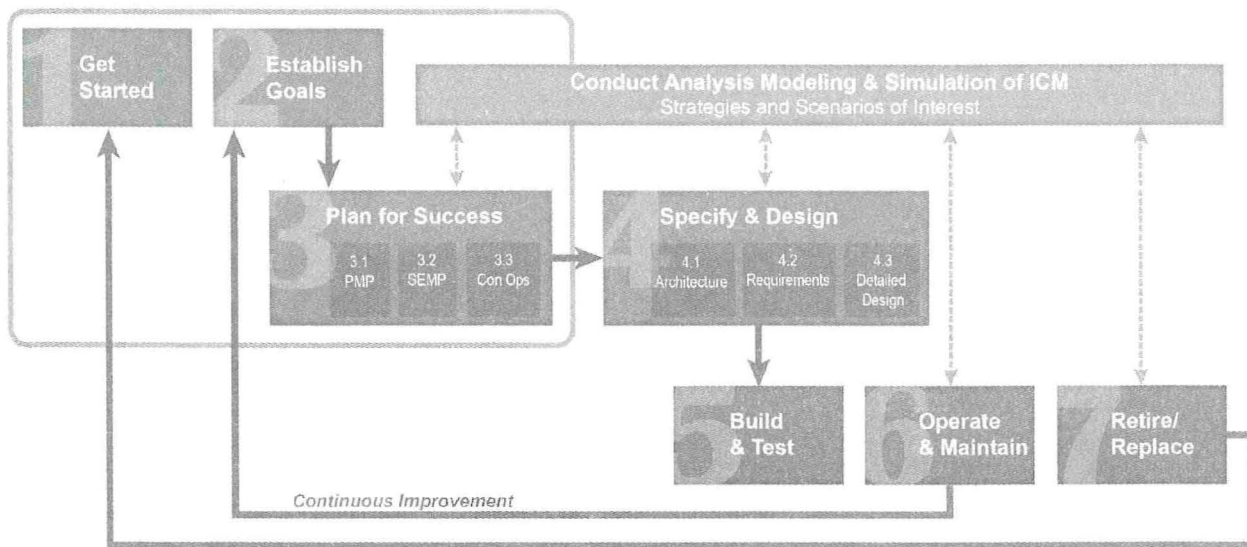 1
Get
Started
2
Establish
Goals
Conduct Analysis Modeling & Simulation of ICM
Strategies and Scenarios of Interest
3
Plan for Success
3.1
PMP
3.2
SEMP
3.3
Con Ops
4
Specify & Design
4.1
Architecture
4.2
Requirements
4.3
Detailed
Design
5
Build
& Test
6
Operate
& Maintain
7
Retire/
Replace
Continuous Improvement